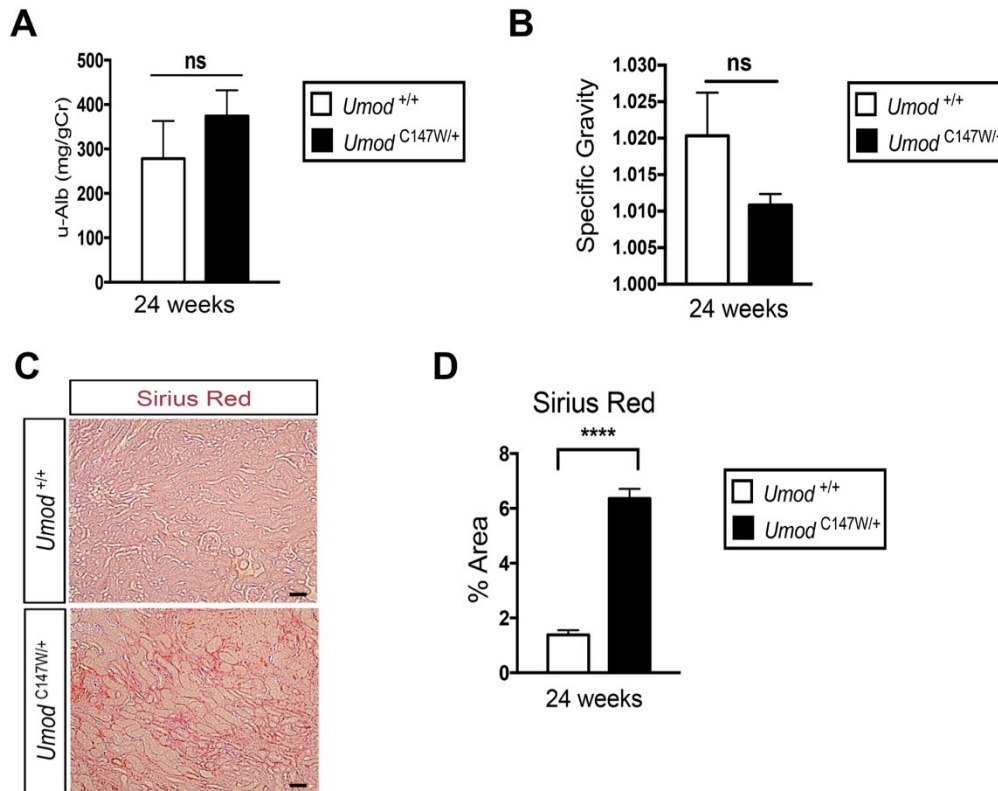 A
500
400
300
200
100
0
u-Alb (mg/gCr)
ns
24 weeks
Umod +/+
Umod C147W/+
B
1.030
1.025
1.020
1.015
1.010
1.005
1.000
Specific Gravity
ns
24 weeks
Umod +/+
Umod C147W/+
C
Sirius Red
Umod +/+
Umod C147W/+
D
Sirius Red
****
8
6
4
2
0
% Area
24 weeks
Umod +/+
Umod C147W/+